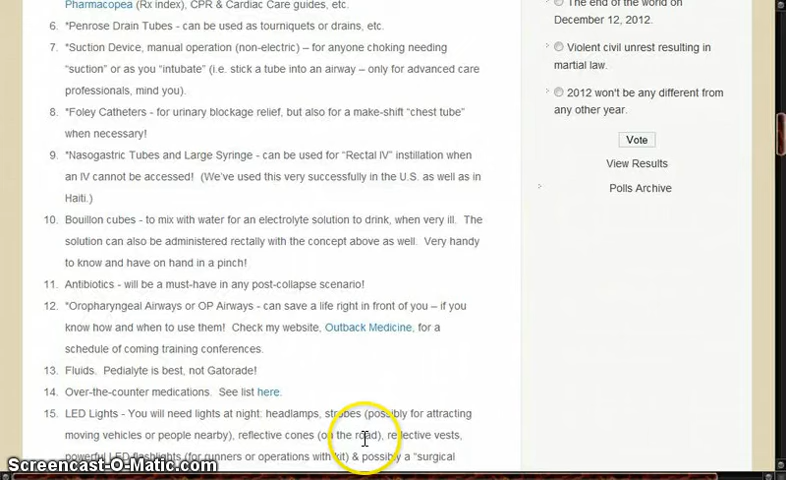 Pharmacopea (Rx index), CPR & Cardiac Care guides, etc.
6. *Penrose Drain Tubes - can be used as tourniquets or drains, etc.
7. *Suction Device, manual operation (non-electric) – for anyone choking needing
“suction” or as you “intubate” (i.e. stick a tube into an airway – only for advanced care
professionals, mind you).
8. *Foley Catheters - for urinary blockage relief, but also for a make-shift “chest tube”
when necessary!
9. *Nasogastric Tubes and Large Syringe - can be used for “Rectal IV” instillation when
an IV cannot be accessed! (We’ve used this very successfully in the U.S. as well as in
Haiti.)
10. Bouillon cubes - to mix with water for an electrolyte solution to drink, when very ill. The
solution can also be administered rectally with the concept above as well. Very handy
to know and have on hand in a pinch!
11. Antibiotics - will be a must-have in any post-collapse scenario!
12. *Oropharyngeal Airways or OP Airways - can save a life right in front of you – if you
know how and when to use them! Check my website, Outback Medicine, for a
schedule of coming training conferences.
13. Fluids. Pedialyte is best, not Gatorade!
14. Over-the-counter medications. See list here.
15. LED Lights - You will need lights at night: headlamps, strobes (possibly for attracting
moving vehicles or people nearby), reflective cones (on the road), reflective vests,
powerful LED flashlights (for runners or operations with kit) & possibly a “surgical
The end of the world on
December 12, 2012.
Violent civil unrest resulting in
martial law.
2012 won't be any different from
any other year.
Vote
View Results
Polls Archive
Screencast-O-Matic.com